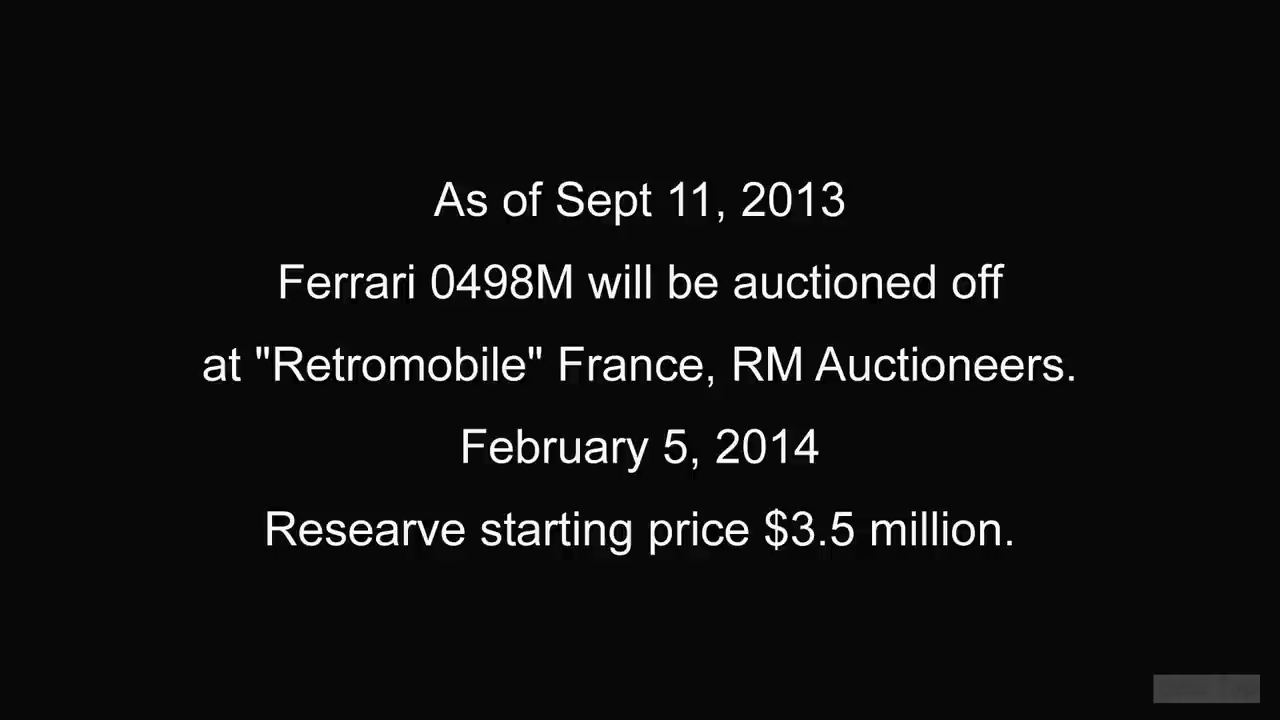 As of Sept 11, 2013
Ferrari 0498M will be auctioned off
at "Retromobile" France, RM Auctioneers.
February 5, 2014
Researve starting price $3.5 million.